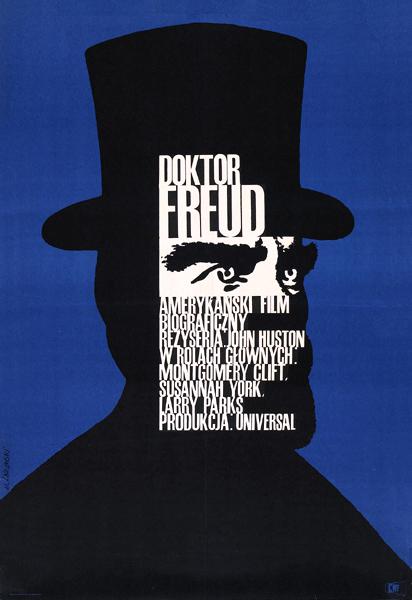 DOKTOR
FREUD
AMERYKAŃSKI FILM
BIOGRAFICZNY
REŻYSERIA: JOHN HUSTON
W ROLACH GŁÓWNYCH:
MONTGOMERY CLIFT,
SUSANNAH YORK,
LARRY PARKS
PRODUKCJA: UNIVERSAL